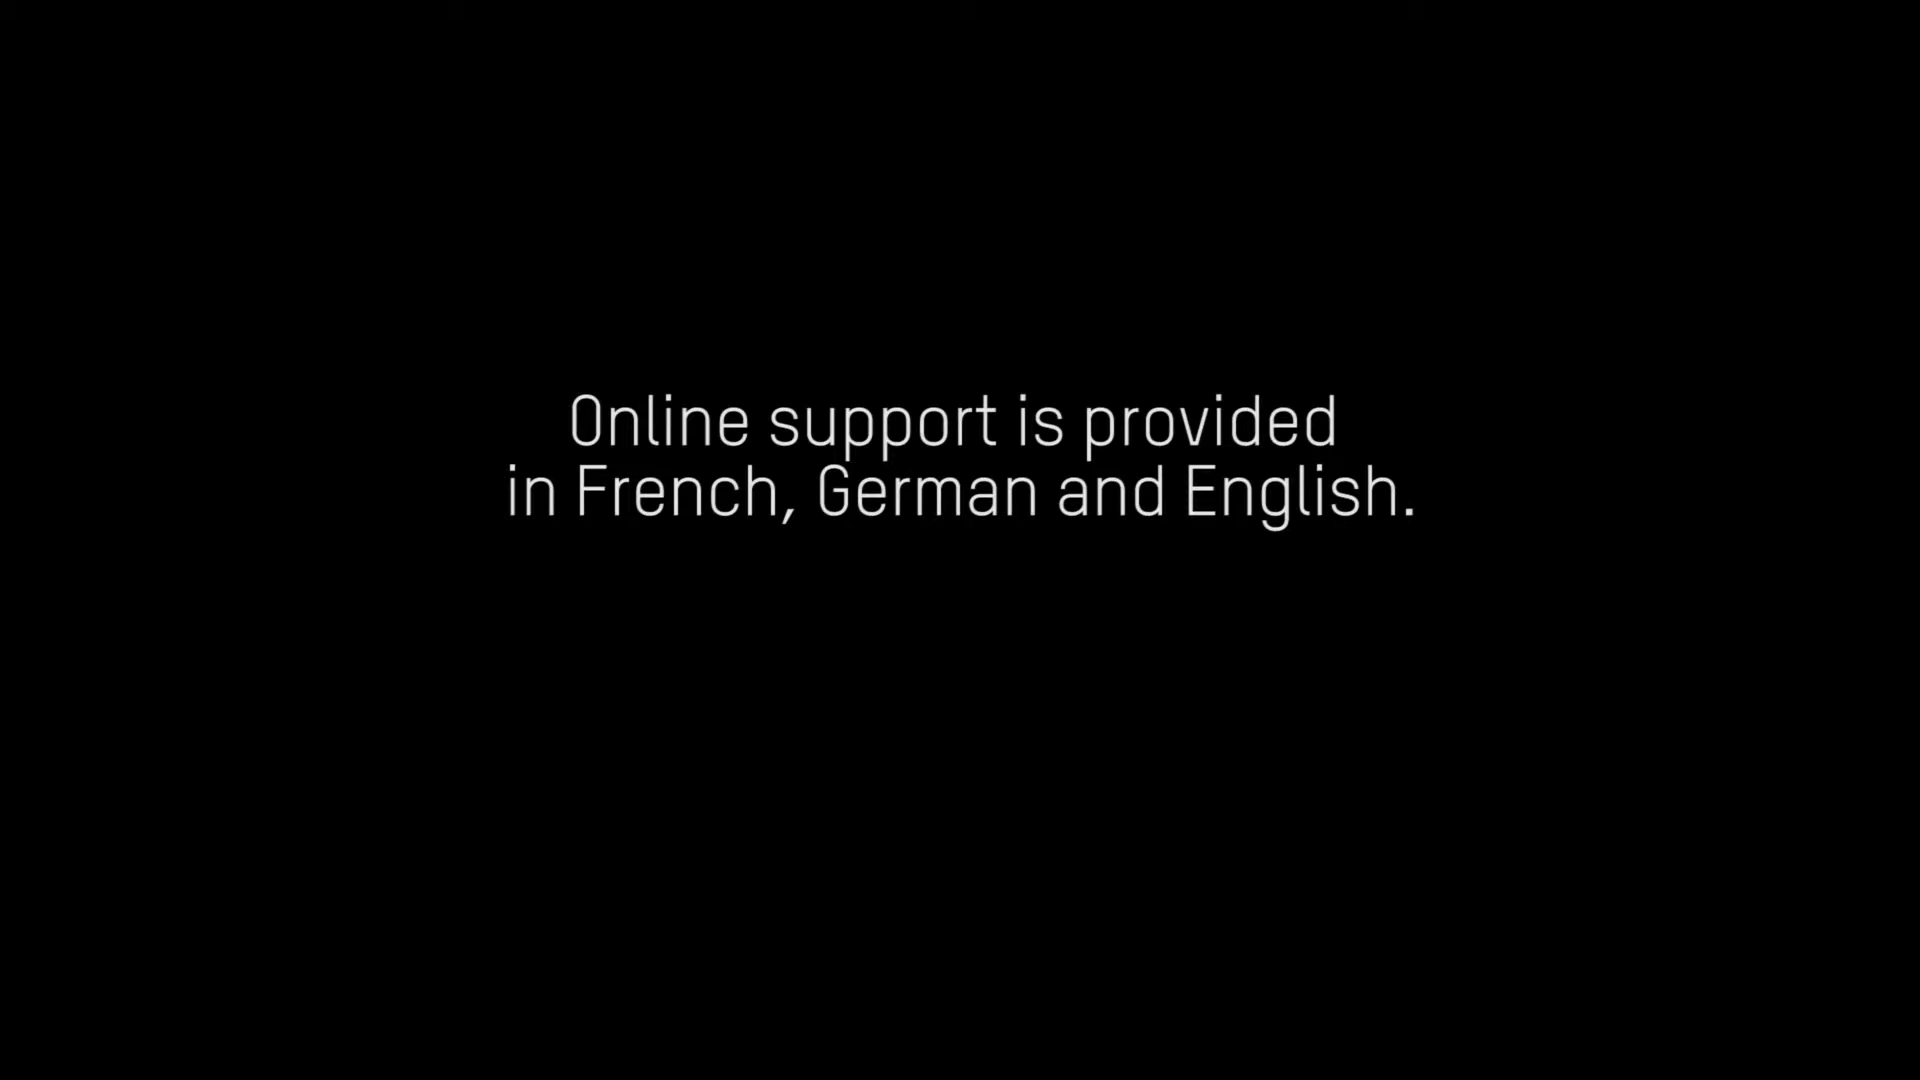 Online support is provided
in French, German and English.